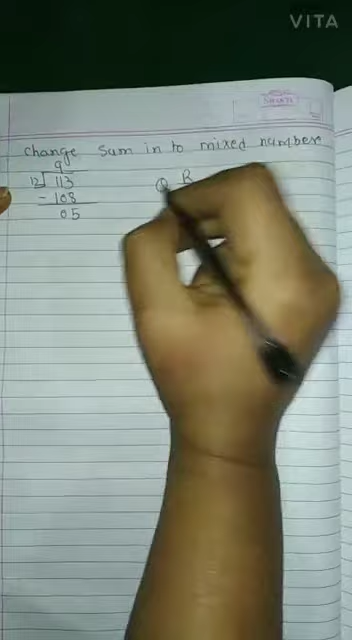 VITA
Change Sum in to mixed number
9
12 113
- 108
05
Q R